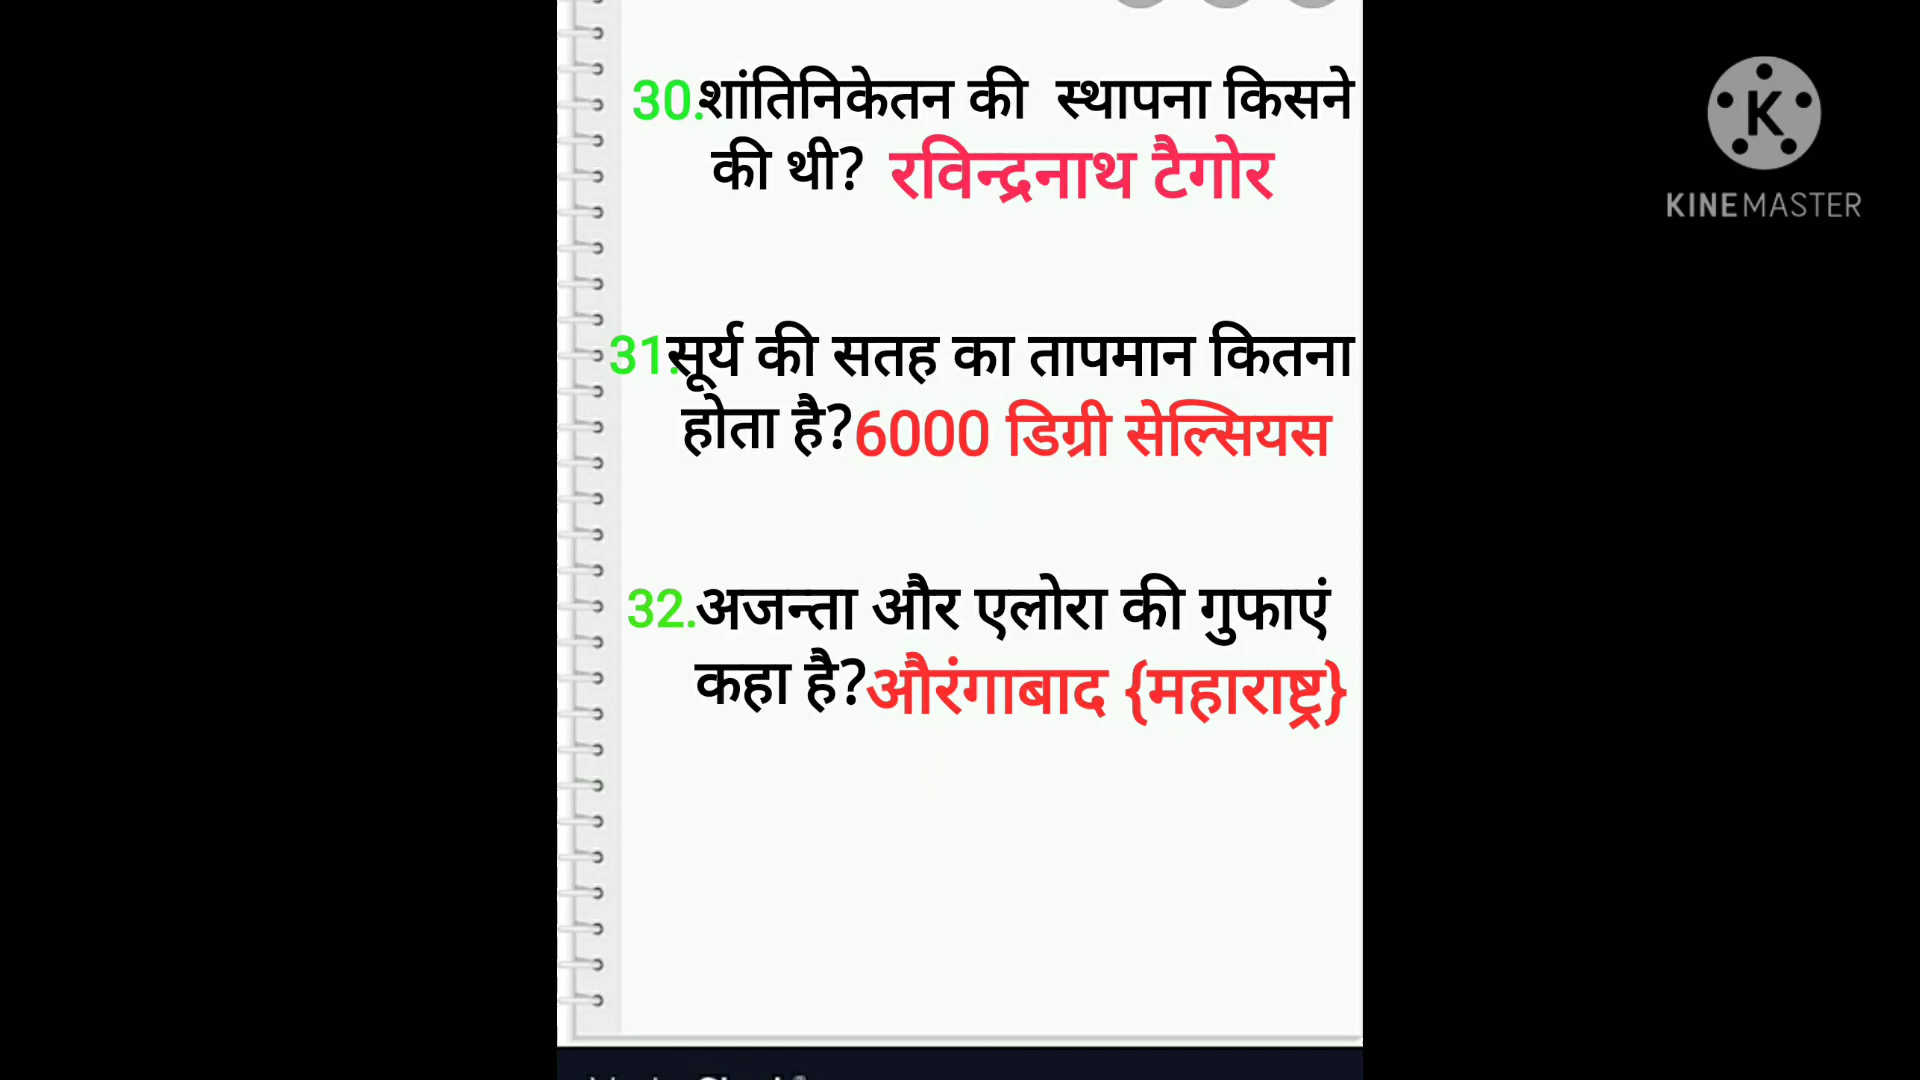 30.शांतिनिकेतन की स्थापना किसने
की थी? रविन्द्रनाथ टैगोर
31.सूर्य की सतह का तापमान कितना
होता है?6000 डिग्री सेल्सियस
32.अजन्ता और एलोरा की गुफाएं
कहा है?औरंगाबाद {महाराष्ट्र}
K
KINEMASTER